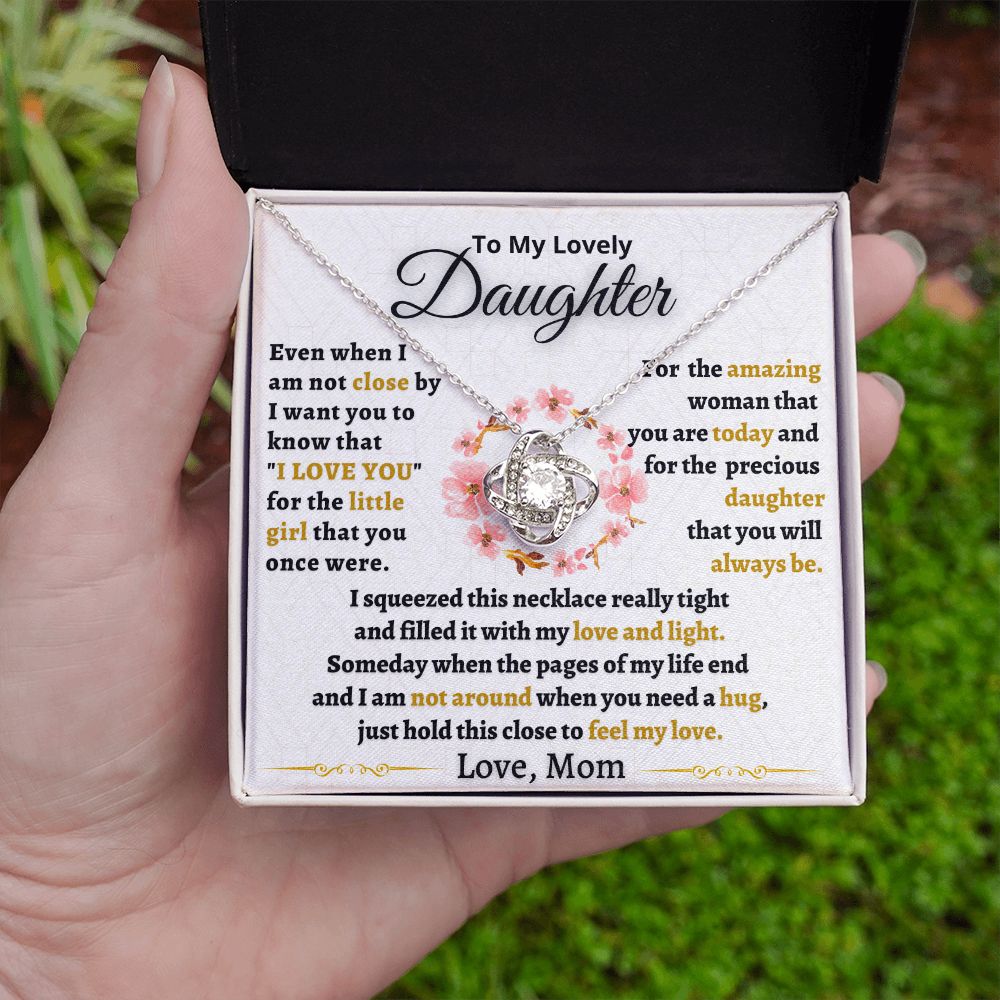 To My Lovely
Daughter
Even when I
am not close by
I want you to
know that
"I LOVE YOU"
for the little
girl that you
once were.
For the amazing
woman that
you are today and
for the precious
daughter
that you will
always be.
I squeezed this necklace really tight
and filled it with my love and light.
Someday when the pages of my life end
and I am not around when you need a hug,
just hold this close to feel my love.
Love, Mom